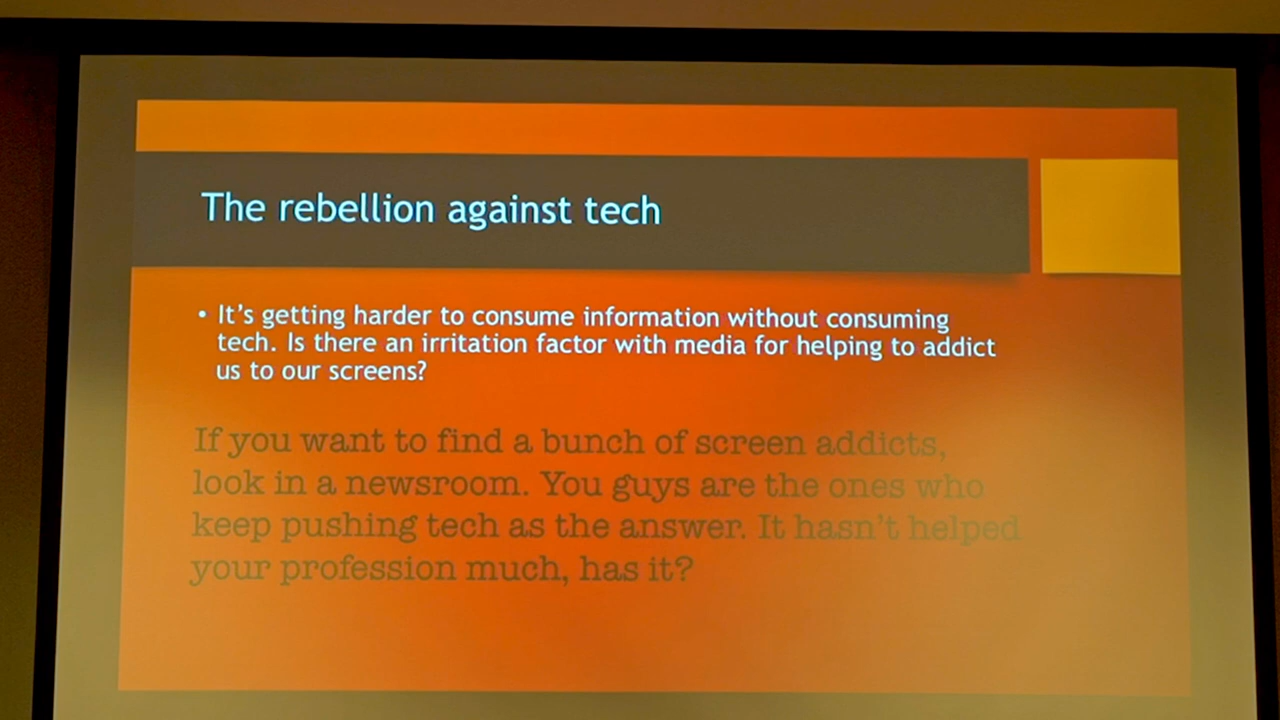 The rebellion against tech
• It's getting harder to consume information without consuming
tech. Is there an irritation factor with media for helping to addict
us to our screens?
If you want to find a bunch of screen addicts,
look in a newsroom. You guys are the ones who
keep pushing tech as the answer. It hasn't helped
your profession much, has it?